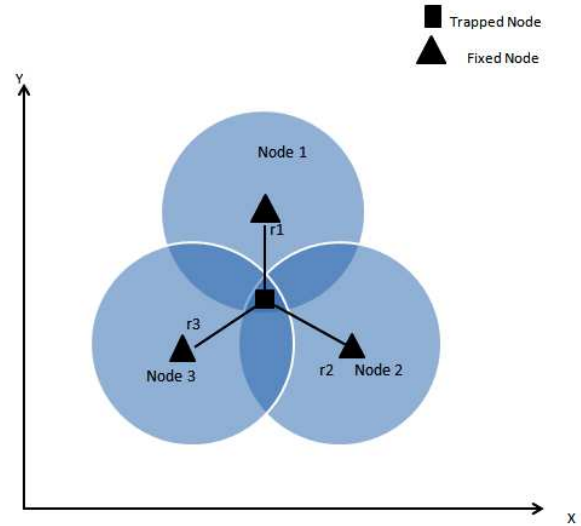 Trapped Node
Fixed Node
Y
Node 1
r1
r3
Node 3
r2
Node 2
X